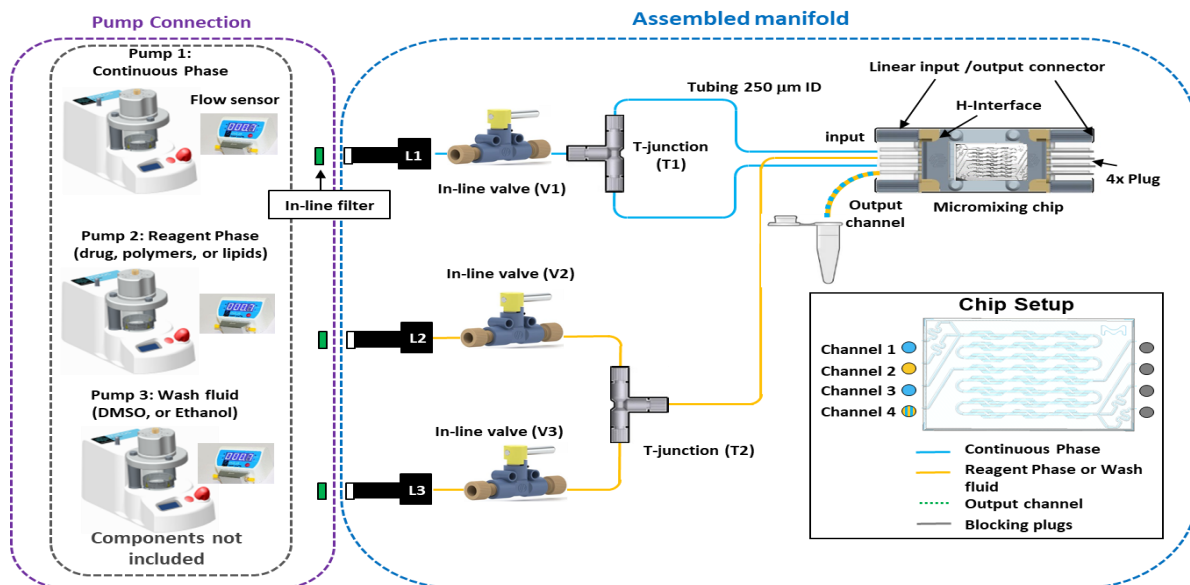 Pump Connection
Assembled manifold
Pump 1:
Continuous Phase
Flow sensor
In-line filter
Pump 2: Reagent Phase
(drug, polymers, or lipids)
Pump 3: Wash fluid
(DMSO, or Ethanol)
Components not
included
L1
In-line valve (V1)
T-junction
(T1)
Tubing 250 µm ID
Linear input /output connector
H-Interface
input
4x Plug
Output
channel
Micromixing chip
In-line valve (V2)
L2
In-line valve (V3)
L3
T-junction (T2)
Chip Setup
Channel 1
Channel 2
Channel 3
Channel 4
Continuous Phase
Reagent Phase or Wash
fluid
Output channel
Blocking plugs